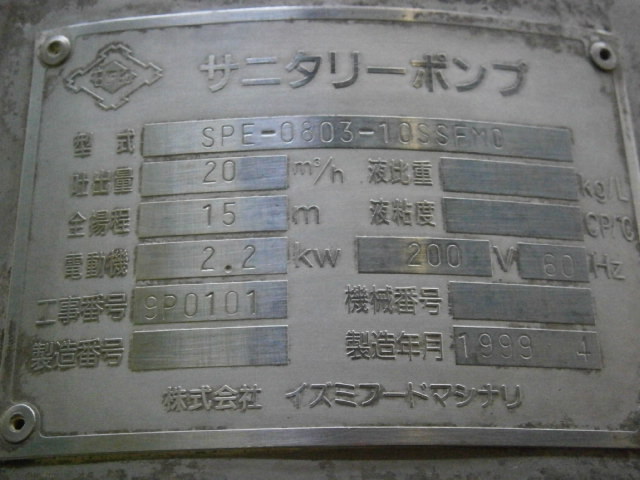 サニタリーポンプ
型式 SPE-0803-10SSFMO
吐出量 20 m³/h 液比重 kg/L
全揚程 15 m 液粘度 CP/℃
電動機 2.2 kw 200 V 60 Hz
工事番号 9P0101 機械番号
製造番号 製造年月 1999 4
株式会社 イズミフードマシナリ